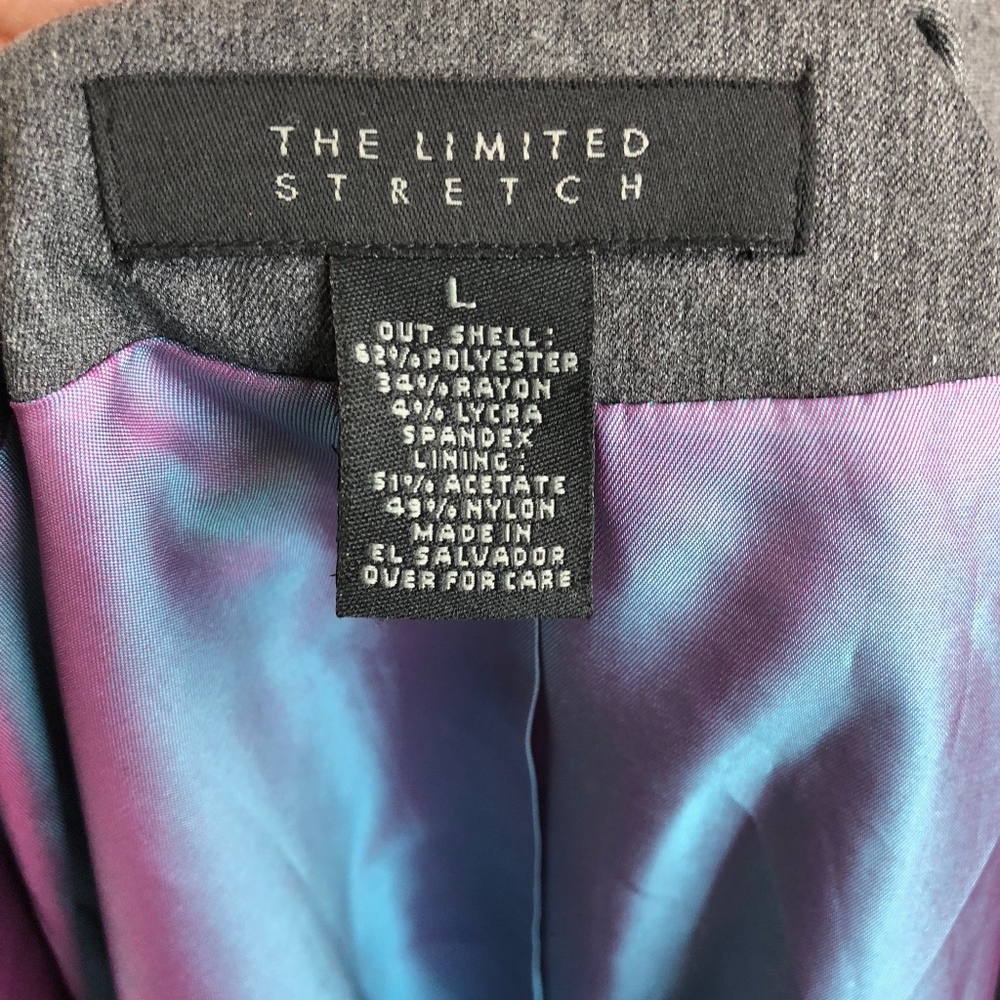 THE LIMITED
STRETCH
L
OUT SHELL:
62% POLYESTER
34% RAYON
4% LYCRA
SPANDEX
LINING:
51% ACETATE
49% NYLON
MADE IN
EL SALVADOR
OVER FOR CARE